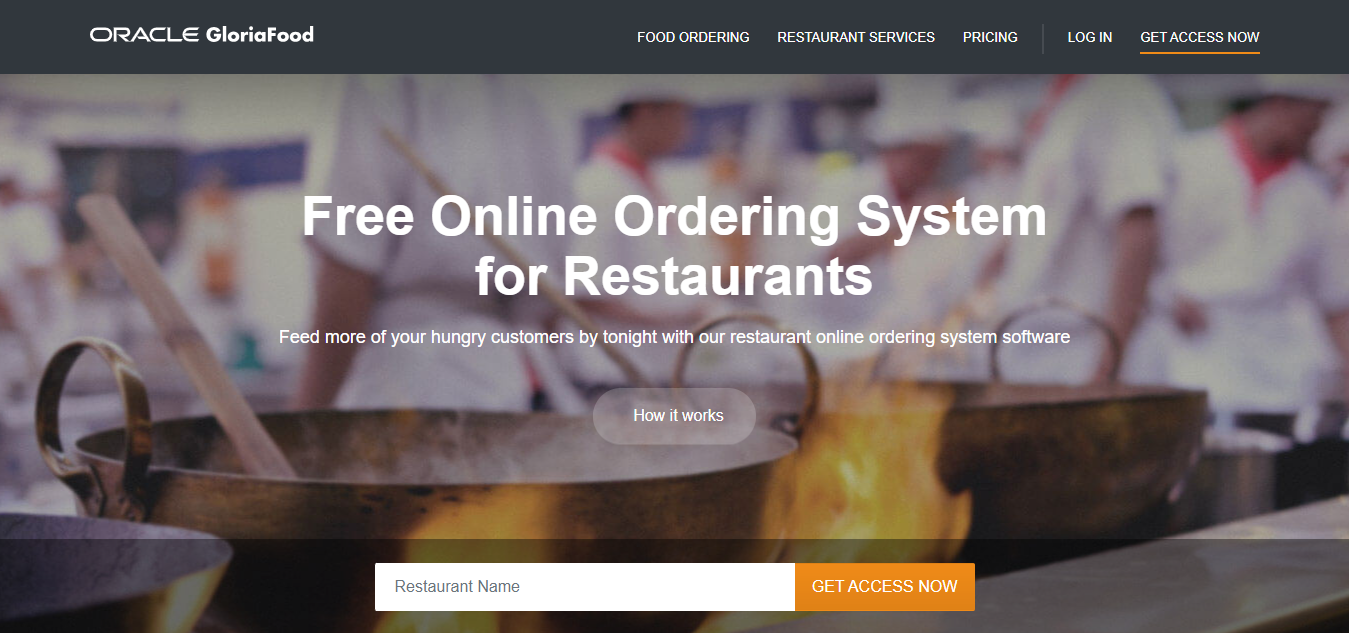 ORACLE GloriaFood
FOOD ORDERING
RESTAURANT SERVICES
PRICING
LOG IN
GET ACCESS NOW
Free Online Ordering System
for Restaurants
Feed more of your hungry customers by tonight with our restaurant online ordering system software
How it works
Restaurant Name
GET ACCESS NOW